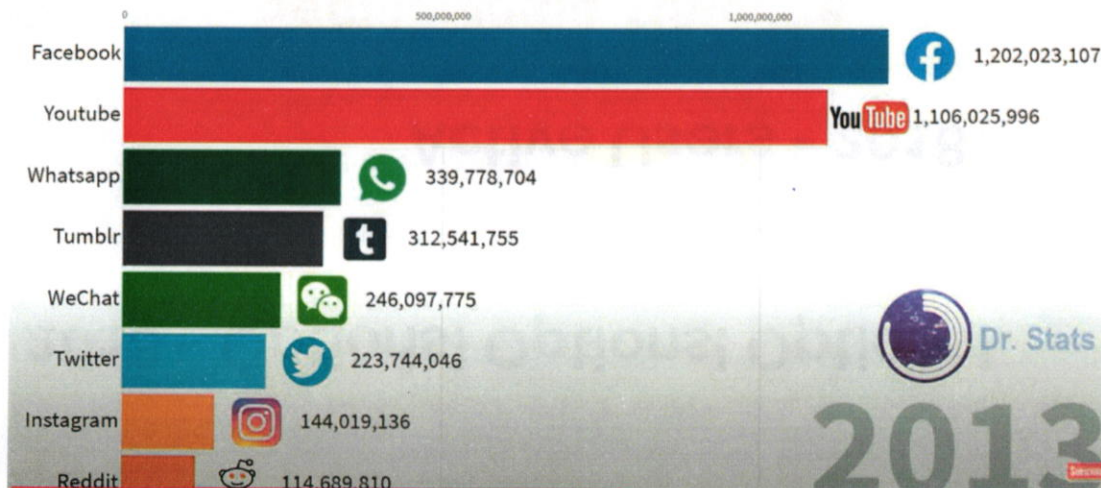 0 500,000,000 1,000,000,000
Facebook 1,202,023,107
Youtube You Tube 1,106,025,996
Whatsapp 339,778,704
Tumblr t 312,541,755
WeChat 246,097,775
Twitter 223,744,046
Dr. Stats
Instagram 144,019,136
2013
Reddit 114,689,810